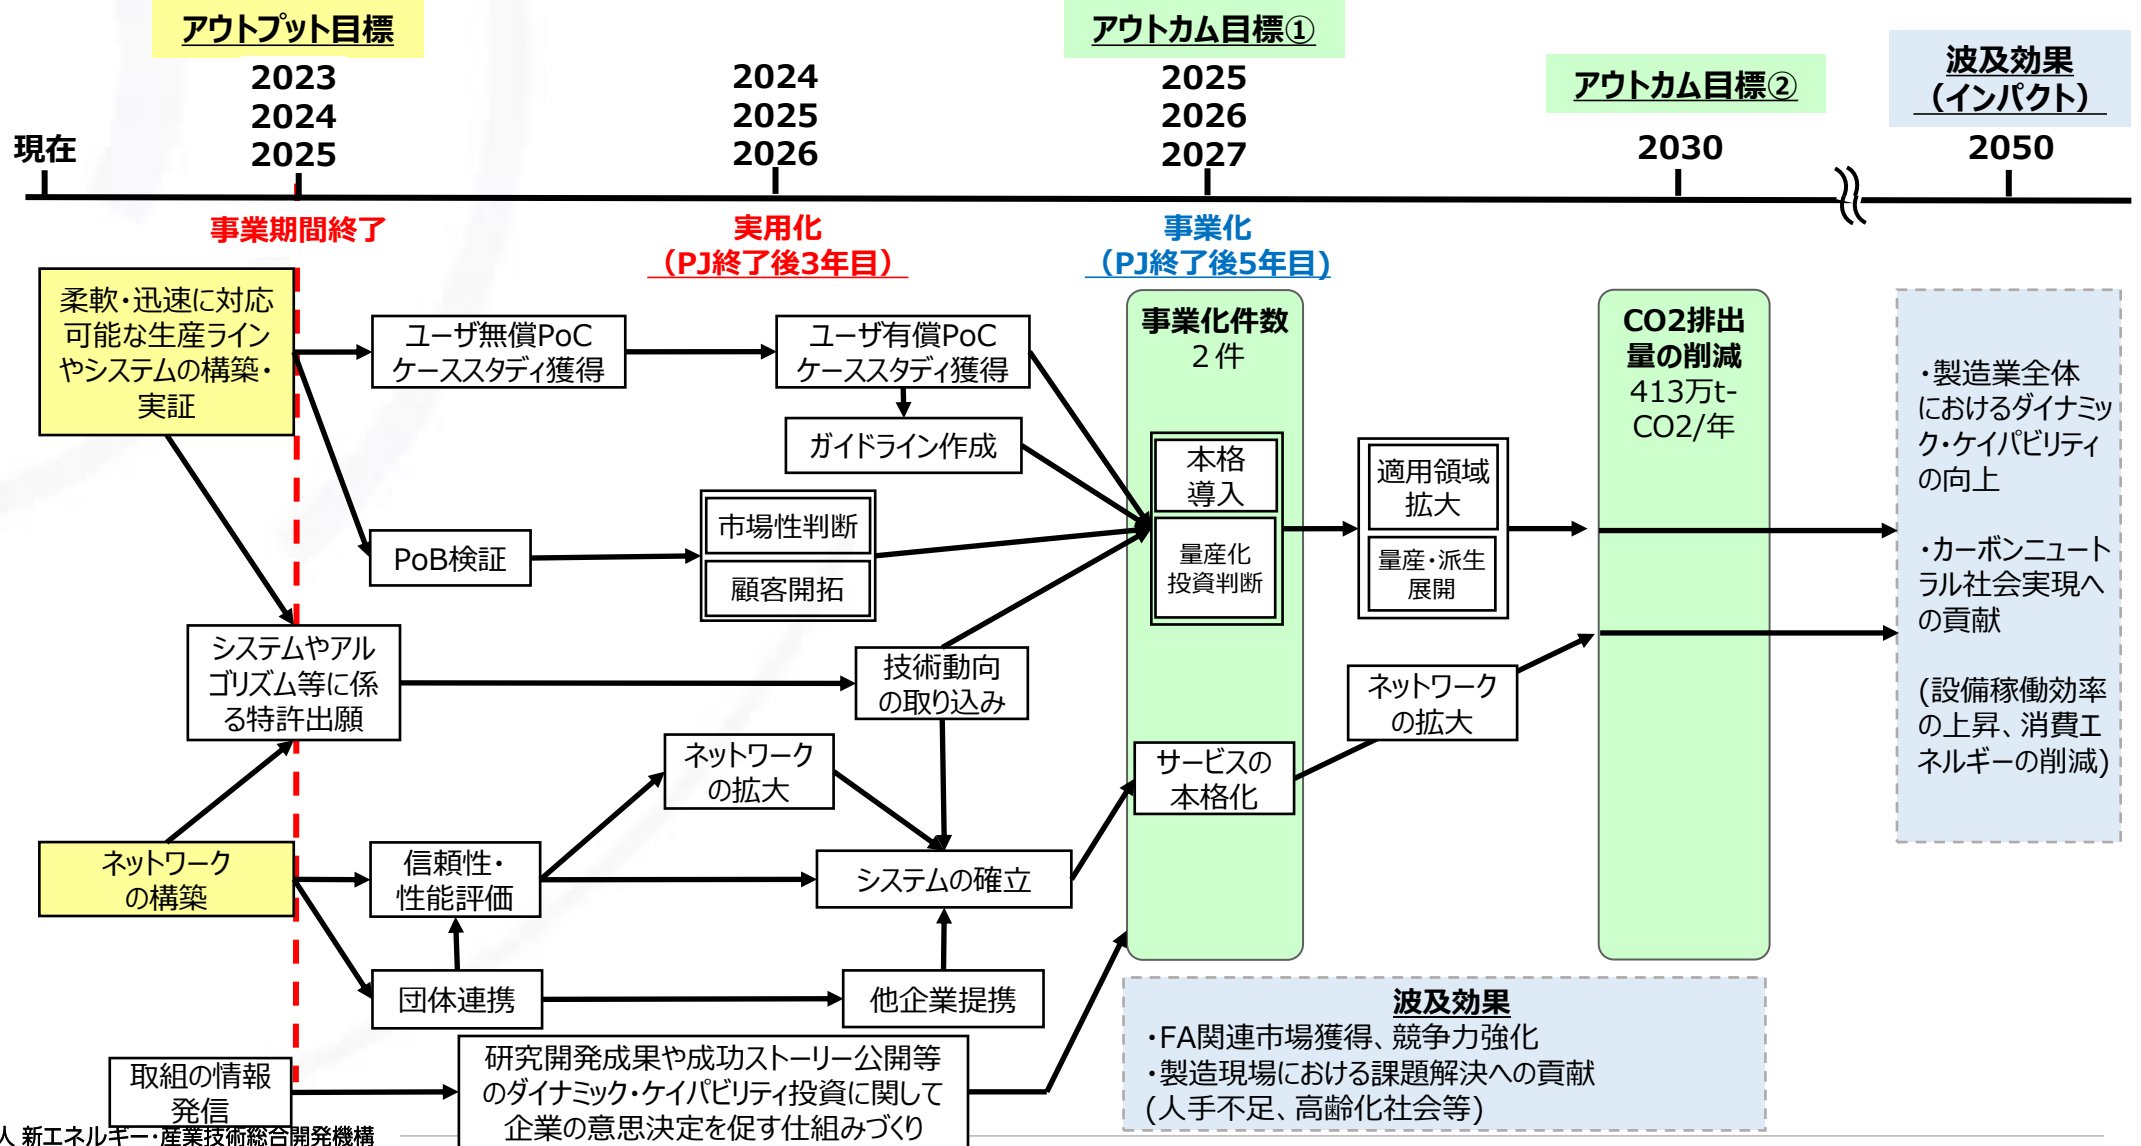 アウトプット目標
アウトカム目標①
アウトカム目標②
波及効果
（インパクト）
現在
2023
2024
2025
2024
2025
2026
2025
2026
2027
2030
2050
事業期間終了
実用化
（PJ終了後3年目）
事業化
（PJ終了後5年目)
柔軟・迅速に対応
可能な生産ライン
やシステムの構築・
実証
ユーザ無償PoC
ケーススタディ獲得
ユーザ有償PoC
ケーススタディ獲得
ガイドライン作成
PoB検証
市場性判断
顧客開拓
システムやアル
ゴリズム等に係
る特許出願
技術動向
の取り込み
ネットワーク
の拡大
ネットワーク
の構築
信頼性・
性能評価
システムの確立
団体連携
他企業提携
取組の情報
発信
研究開発成果や成功ストーリー公開等
のダイナミック・ケイパビリティ投資に関して
企業の意思決定を促す仕組みづくり
事業化件数
２件
本格
導入
量産化
投資判断
サービスの
本格化
適用領域
拡大
量産・派生
展開
ネットワーク
の拡大
CO2排出
量の削減
413万t-
CO2/年
・製造業全体
におけるダイナミッ
ク・ケイパビリティ
の向上
・カーボンニュート
ラル社会実現へ
の貢献
(設備稼働効率
の上昇、消費エ
ネルギーの削減)
波及効果
・FA関連市場獲得、競争力強化
・製造現場における課題解決への貢献
(人手不足、高齢化社会等)
人 新エネルギー・産業技術総合開発機構